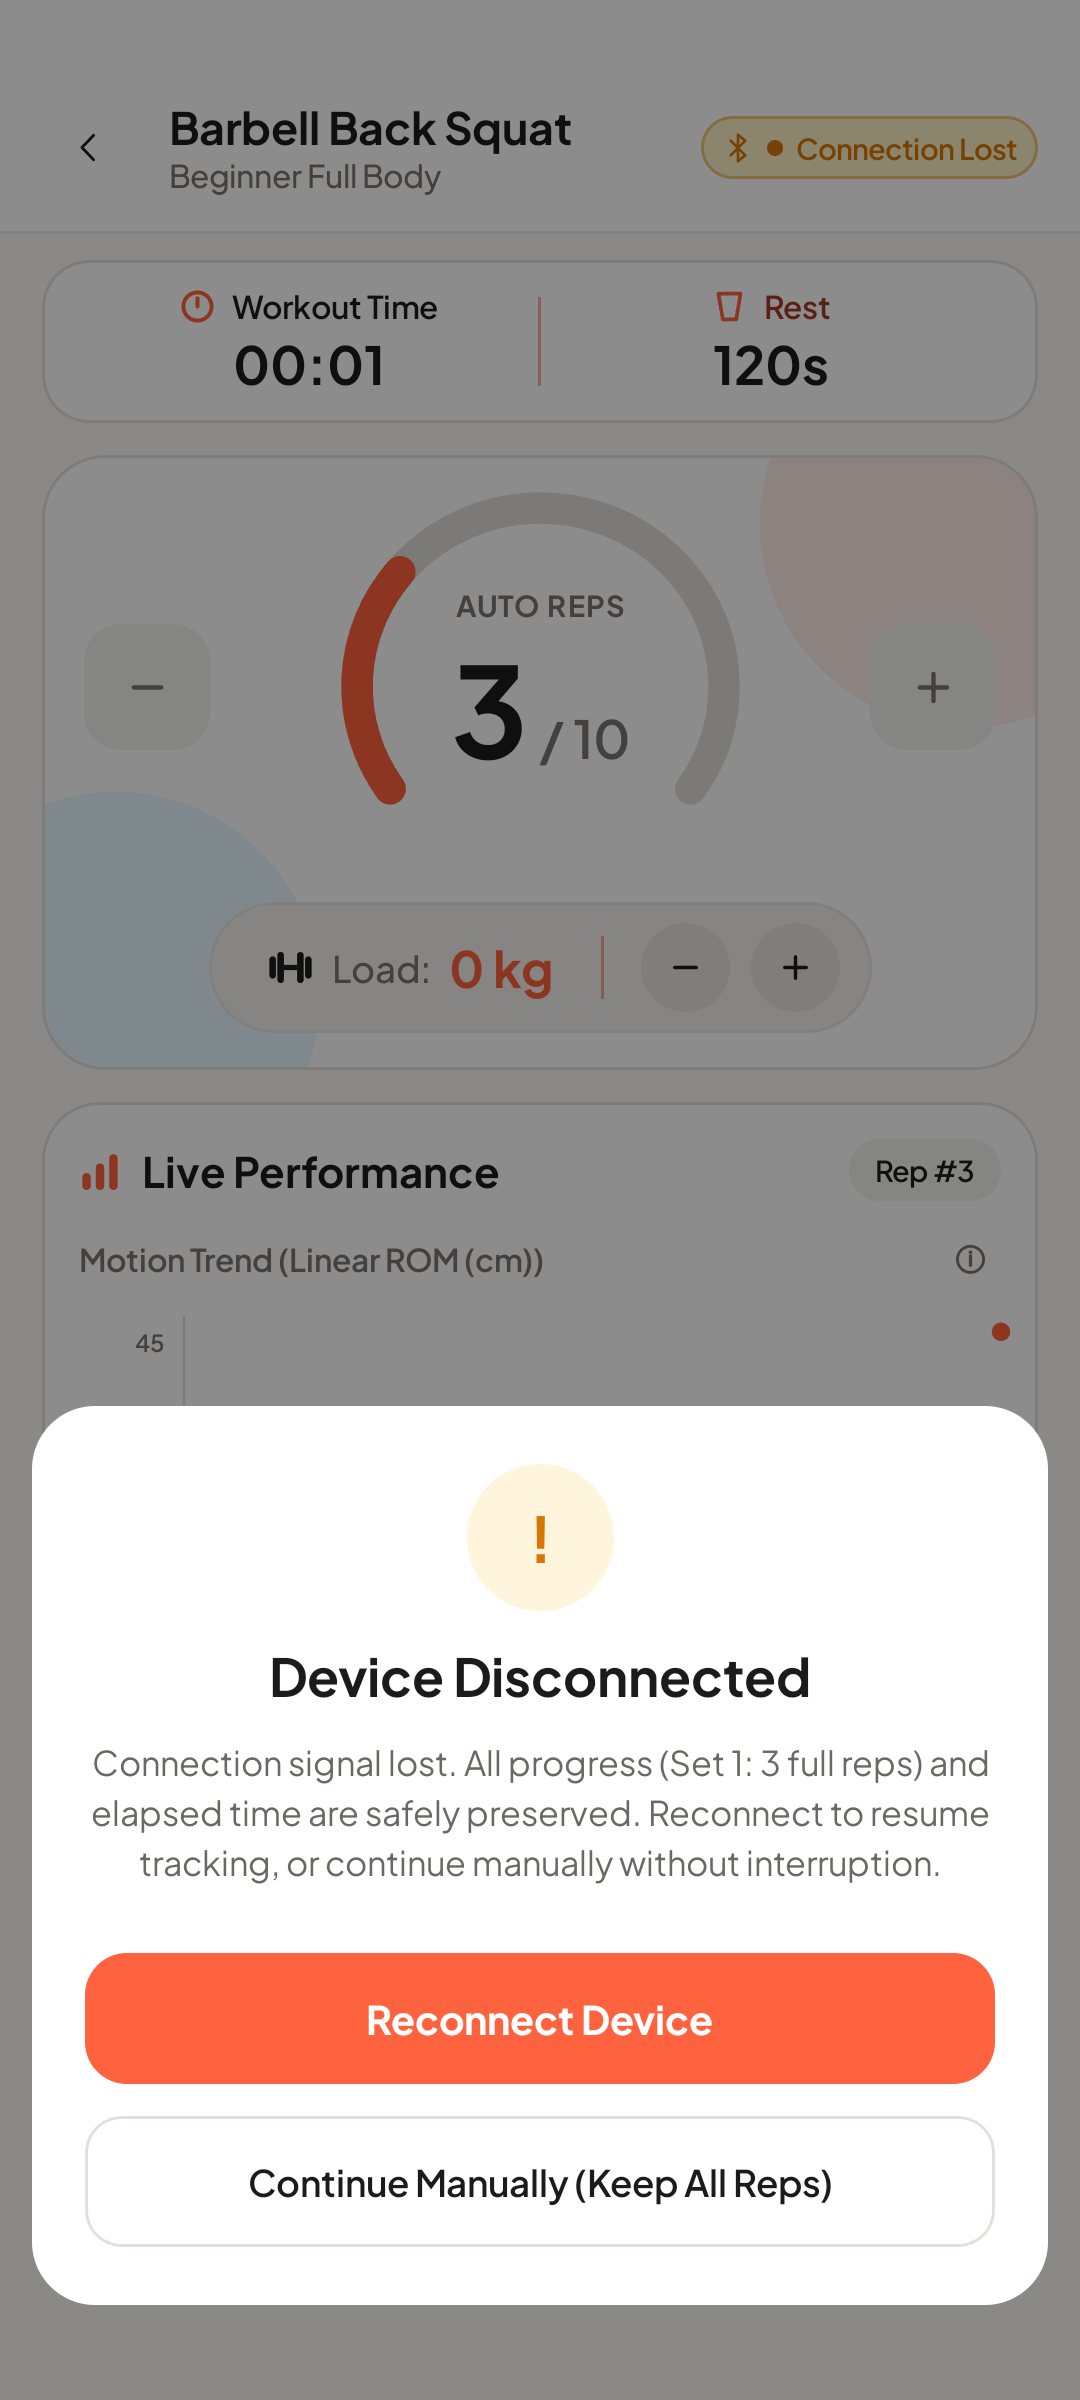 Barbell Back Squat
Beginner Full Body
Connection Lost
Workout Time
00:01
Rest
120s
AUTO REPS
3 / 10
Load: 0 kg
Live Performance
Rep #3
Motion Trend (Linear ROM (cm))
45
!
Device Disconnected
Connection signal lost. All progress (Set 1: 3 full reps) and
elapsed time are safely preserved. Reconnect to resume
tracking, or continue manually without interruption.
Reconnect Device
Continue Manually (Keep All Reps)